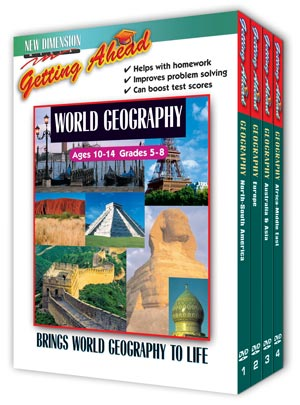 NEW DIMENSION
MEDIA
Getting Ahead
✓ Helps with homework
✓ Improves problem solving
✓ Can boost test scores
WORLD GEOGRAPHY
Ages 10-14 Grades 5-8
BRINGS WORLD GEOGRAPHY TO LIFE
Getting Ahead
GEOGRAPHY
North-South America
DVD
1
Getting Ahead
GEOGRAPHY
Europe
DVD
2
Getting Ahead
GEOGRAPHY
Australia & Asia
DVD
3
Getting Ahead
GEOGRAPHY
Africa-Middle East
DVD
4